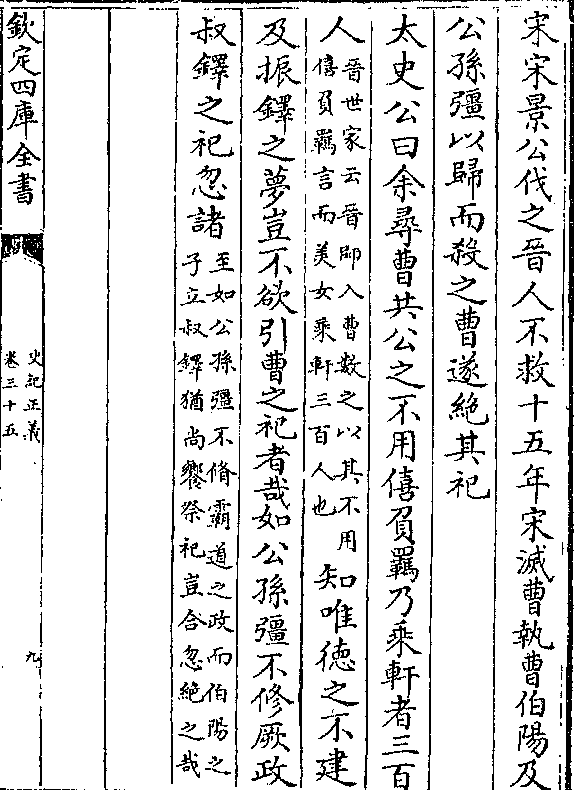 宋宋景公伐之晉人不救十五年宋滅曹執曹伯陽及
公孫彊以歸而殺之曹遂絶其祀
太史公曰余尋曹共公之不用僖負羈乃乗軒者三百
人晉世家云晉師入曹數之以其不用
僖負羈言而美女乗軒三百人也知唯徳之不建
及振鐸之夢豈不欲引曹之祀者哉如公孫彊不修厥政
叔鐸之祀忽諸至如公孫彊不脩霸道之政而伯陽之
子立叔鐸猶尚饗祭祀豈合忽絶之哉
欽定四庫全書
史記正義
卷三十五
九